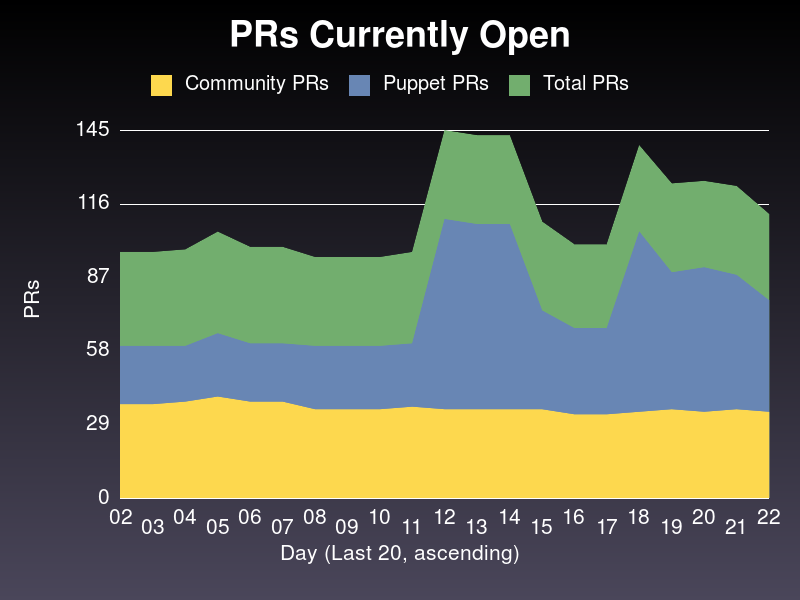 PRs Currently Open
Community PRs Puppet PRs Total PRs
145
116
87
58
29
0
PRs
02 03 04 05 06 07 08 09 10 11 12 13 14 15 16 17 18 19 20 21 22
Day (Last 20, ascending)